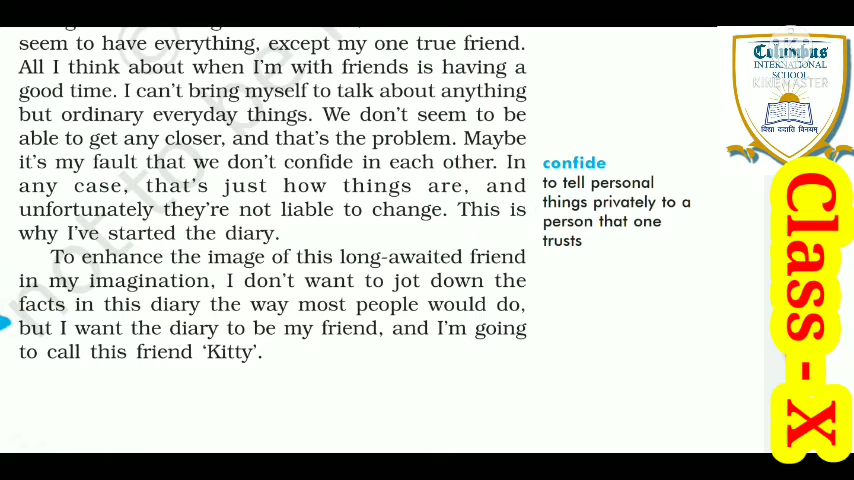 seem to have everything, except my one true friend.
All I think about when I'm with friends is having a
good time. I can't bring myself to talk about anything
but ordinary everyday things. We don't seem to be
able to get any closer, and that's the problem. Maybe
it's my fault that we don't confide in each other. In
any case, that's just how things are, and
unfortunately they're not liable to change. This is
why I've started the diary.
To enhance the image of this long-awaited friend
in my imagination, I don't want to jot down the
facts in this diary the way most people would do,
but I want the diary to be my friend, and I'm going
to call this friend ‘Kitty’.
confide
to tell personal
things privately to a
person that one
trusts
Columbus
INTERNATIONAL
SCHOOL
KINEMASTER
विद्या ददाति विनयम्
Class - X
not to be
©